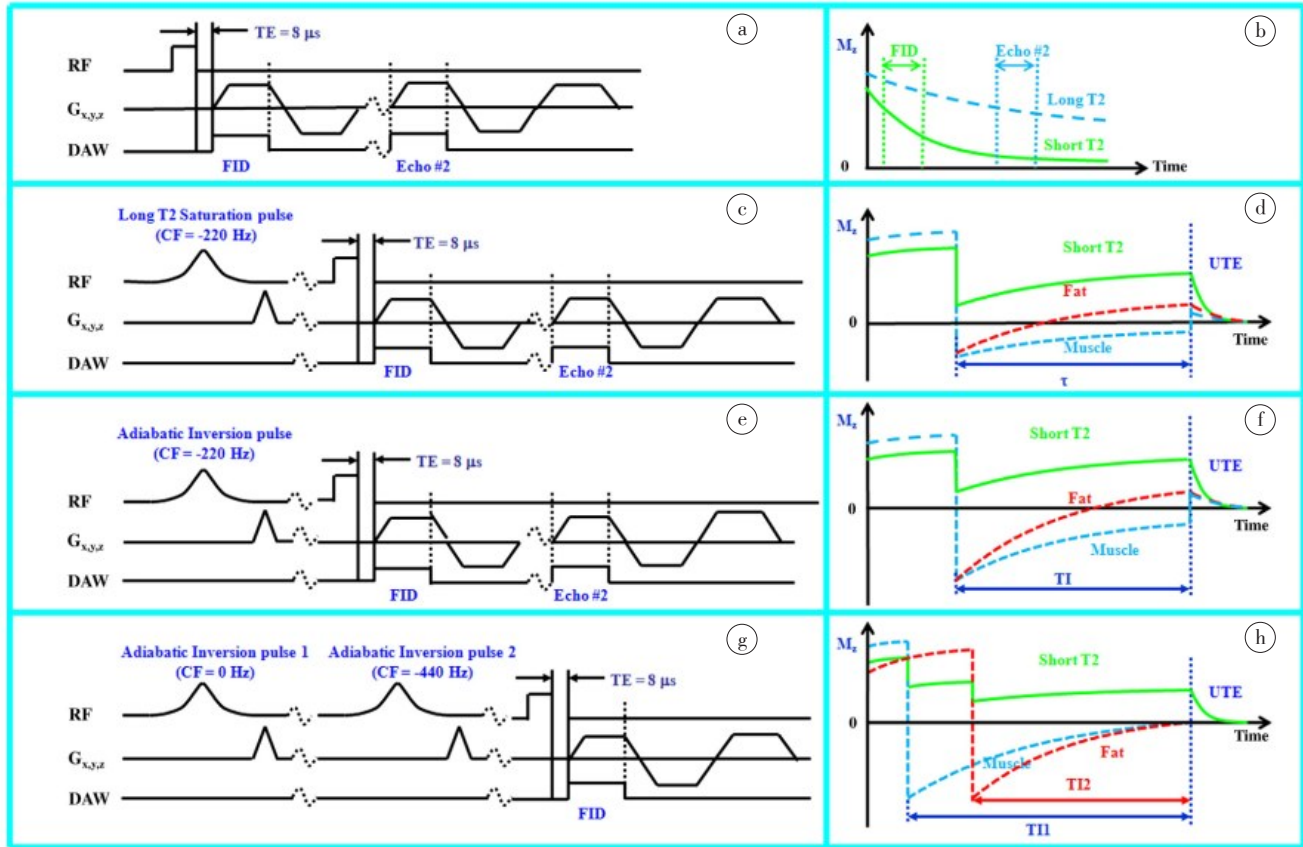 a
TE = 8 μs
RF
Gx,y,z
DAW
FID
Echo #2
b
Mz
FID
Echo #2
Long T2
Short T2
0
Time
c
Long T2 Saturation pulse
(CF = -220 Hz)
TE = 8 μs
RF
Gx,y,z
DAW
FID
Echo #2
d
Mz
Short T2
UTE
Fat
0
Time
Muscle
τ
e
Adiabatic Inversion pulse
(CF= -220 Hz)
TE = 8 μs
RF
Gx,y,z
DAW
FID
Echo #2
f
Mz
Short T2
UTE
Fat
0
Time
Muscle
TI
g
Adiabatic Inversion pulse 1
(CF = 0 Hz)
Adiabatic Inversion pulse 2
(CF= -440 Hz)
TE = 8 μs
RF
Gx,y,z
DAW
FID
h
Mz
Short T2
UTE
0
Time
Fat
Muscle
TI2
TI1